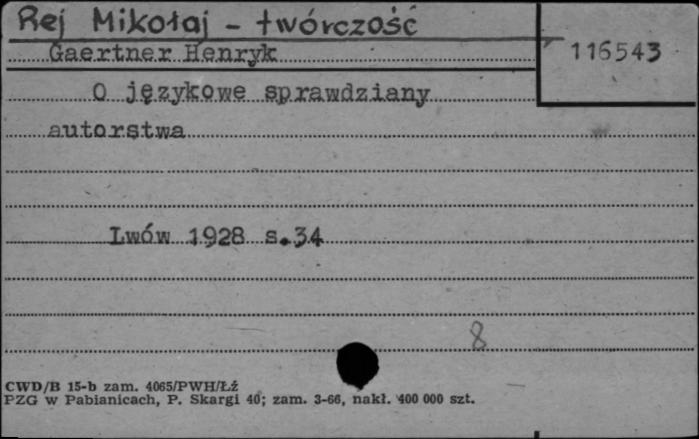 Rej Mikołaj - twórczość
Gaertner Henryk
116543
O językowe sprawdziany
autorstwa
Lwów 1928 s.34
8
CWD/B 15-b zam. 4065/PWH/Łź
PZG w Pabianicach, P. Skargi 40; zam. 3-66, nakł. 400 000 szt.